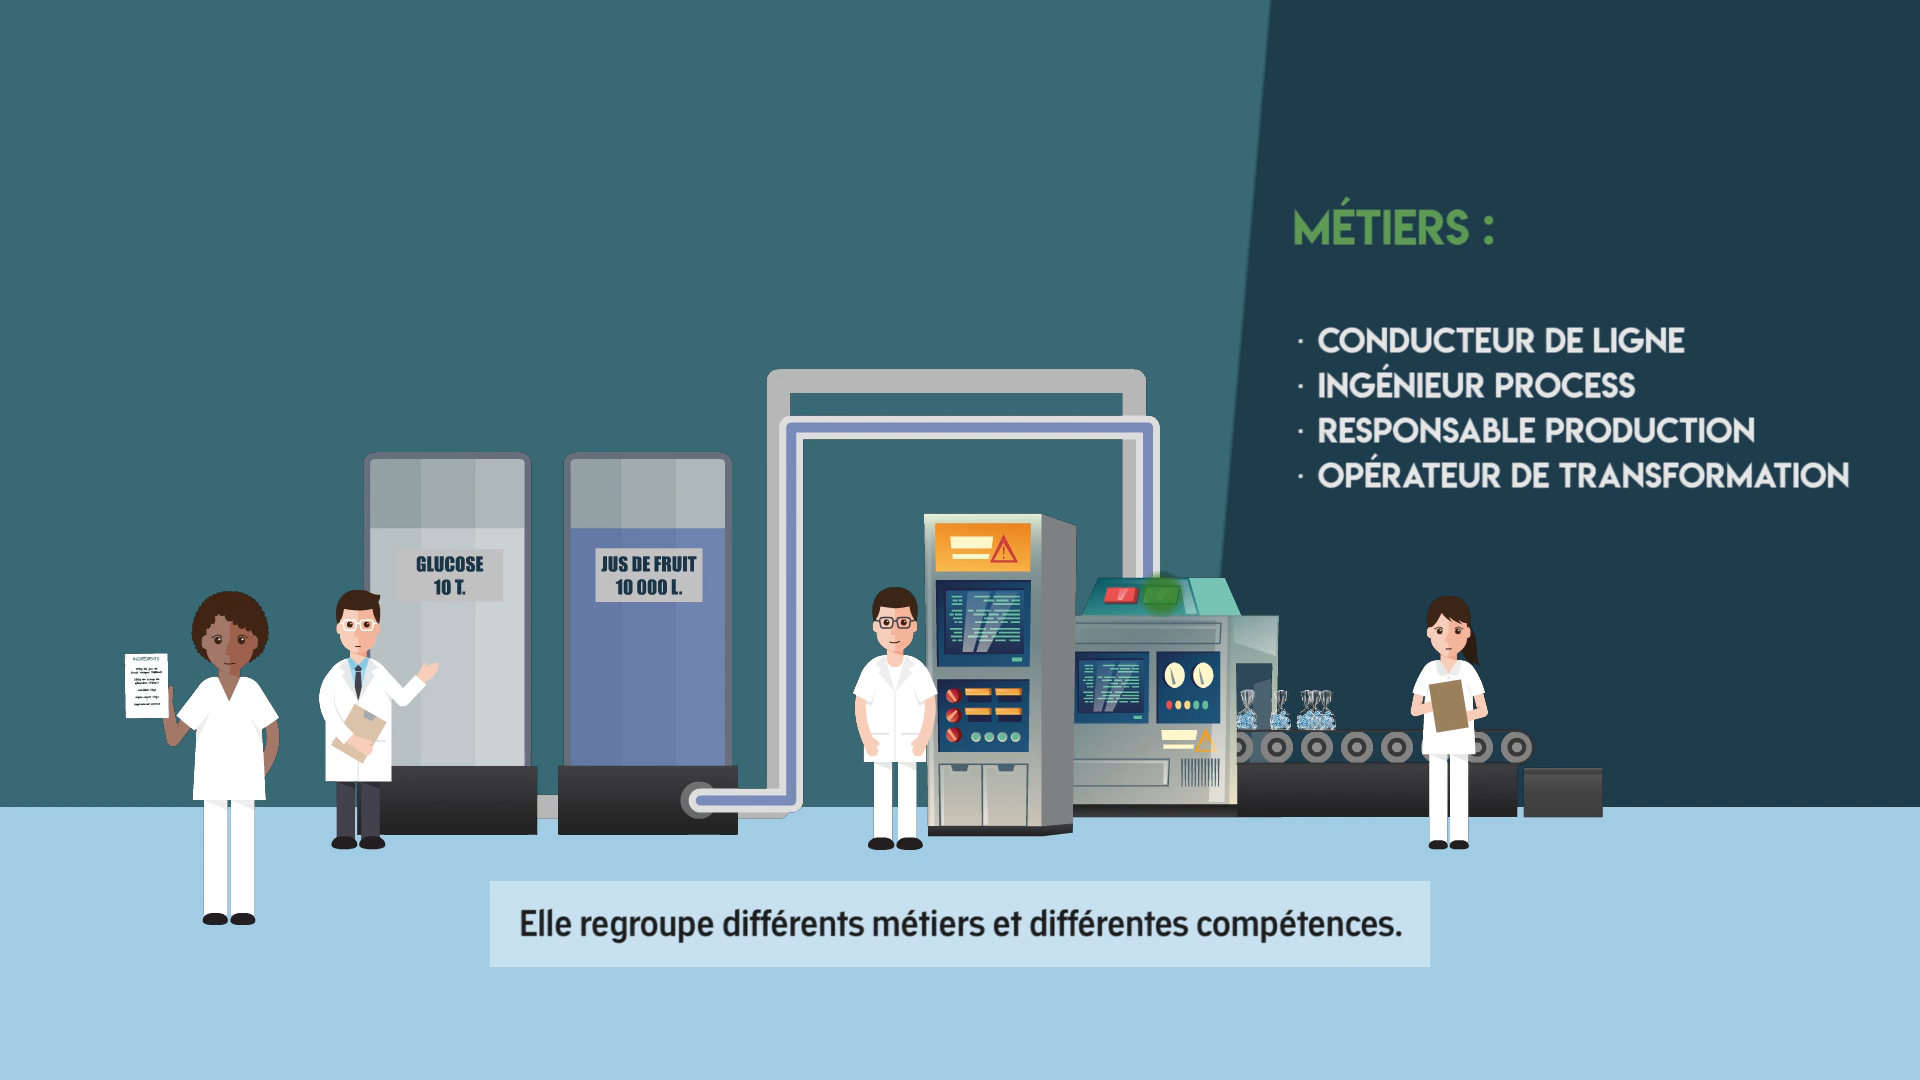 MÉTIERS :
· CONDUCTEUR DE LIGNE
· INGÉNIEUR PROCESS
· RESPONSABLE PRODUCTION
· OPÉRATEUR DE TRANSFORMATION
GLUCOSE
10 T.
JUS DE FRUIT
10 000 L.
INGRÉDIENTS
Elle regroupe différents métiers et différentes compétences.